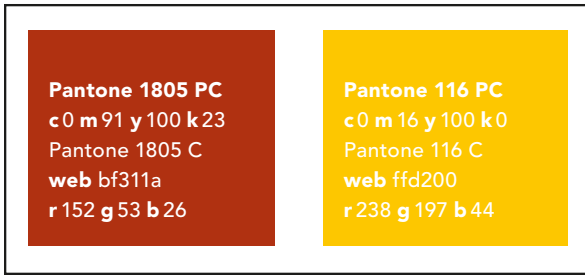 Pantone 1805 PC
c 0 m 91 y 100 k 23
Pantone 1805 C
web bf311a
r 152 g 53 b 26
Pantone 116 PC
c 0 m 16 y 100 k 0
Pantone 116 C
web ffd200
r 238 g 197 b 44